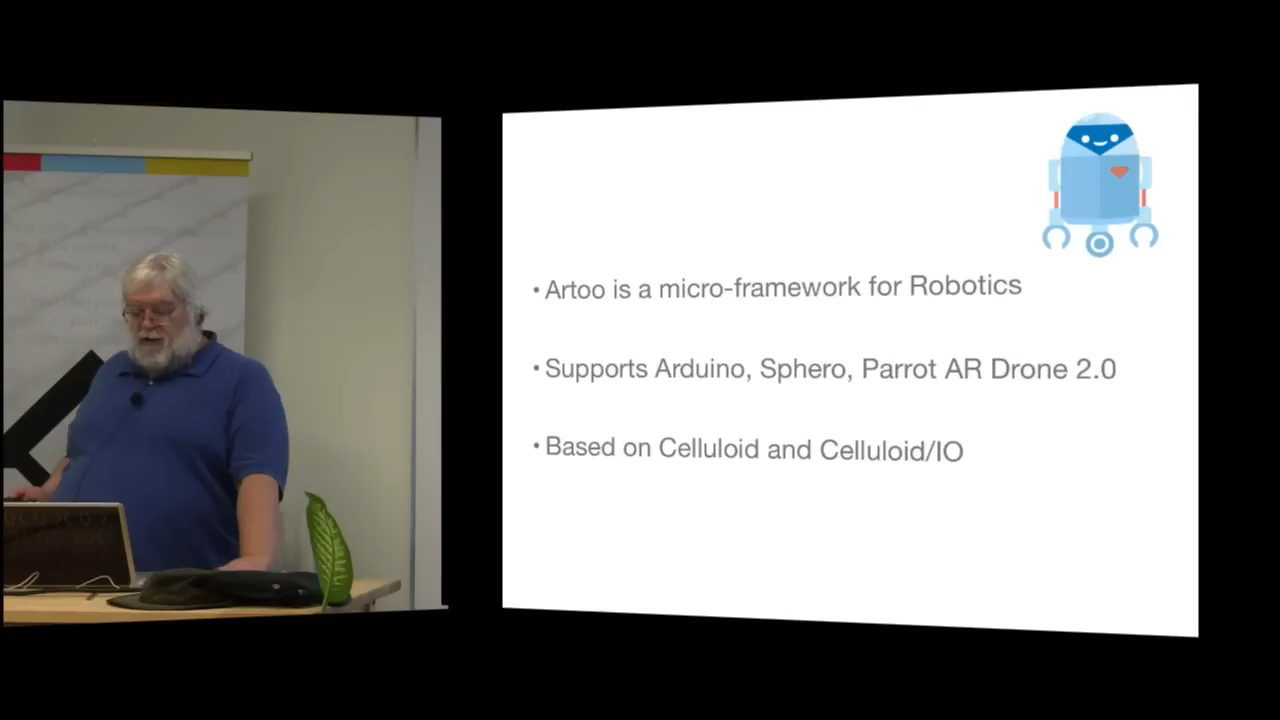 • Artoo is a micro-framework for Robotics
• Supports Arduino, Sphero, Parrot AR Drone 2.0
• Based on Celluloid and Celluloid/IO